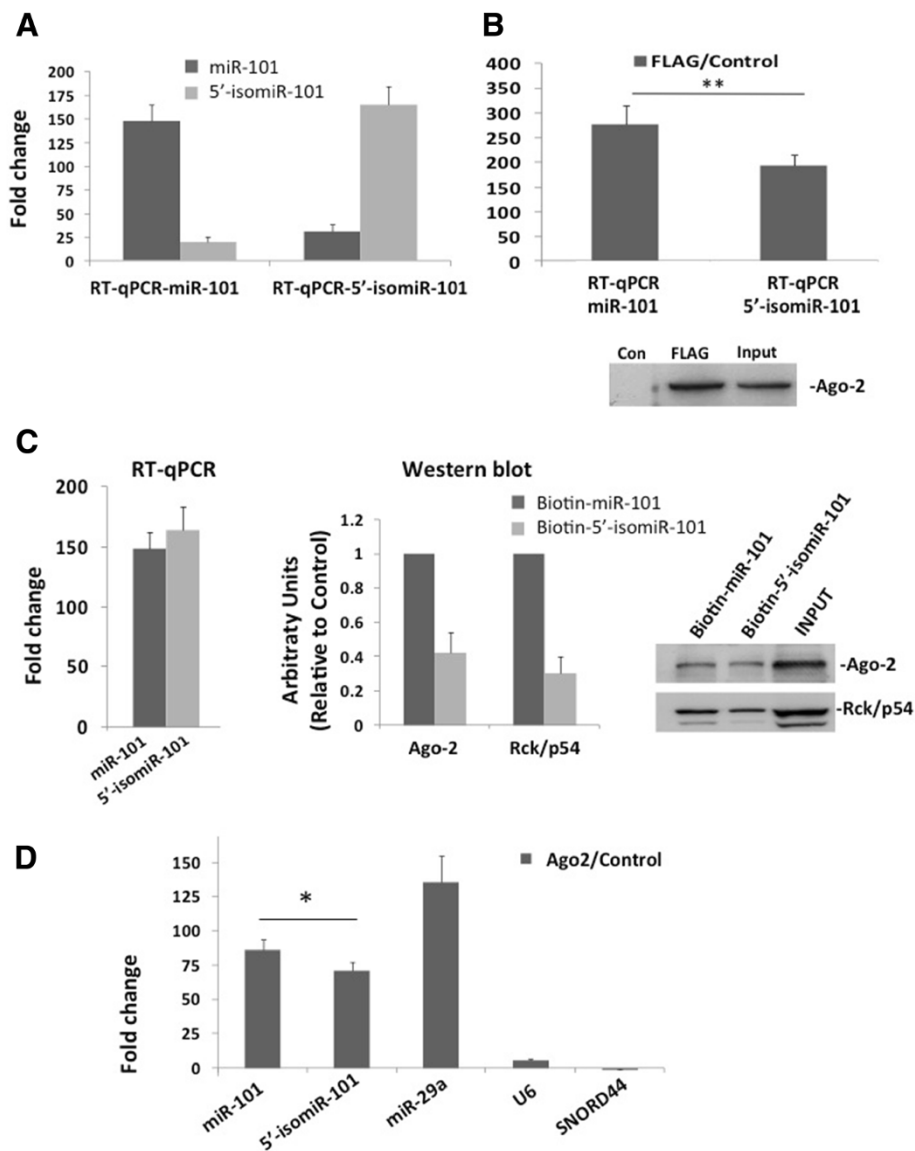 A
Fold change
200
175
150
125
100
75
50
25
0
miR-101
5'-isomiR-101
RT-qPCR-miR-101
RT-qPCR-5'-isomiR-101
B
400
350
300
250
200
150
100
50
0
FLAG/Control
**
RT-qPCR
miR-101
RT-qPCR
5'-isomiR-101
Con
FLAG
Input
-Ago-2
C
RT-qPCR
Fold change
200
150
100
50
0
miR-101
5'-isomiR-101
Western blot
Biotin-miR-101
Biotin-5'-isomiR-101
Arbitraty Units
(Relative to Control)
1.2
1
0.8
0.6
0.4
0.2
0
Ago-2
Rck/p54
Biotin-miR-101
Biotin-5'-isomiR-101
INPUT
-Ago-2
-Rck/p54
D
Fold change
150
125
100
75
50
25
0
Ago2/Control
*
miR-101
5'-isomiR-101
miR-29a
U6
SNORD44